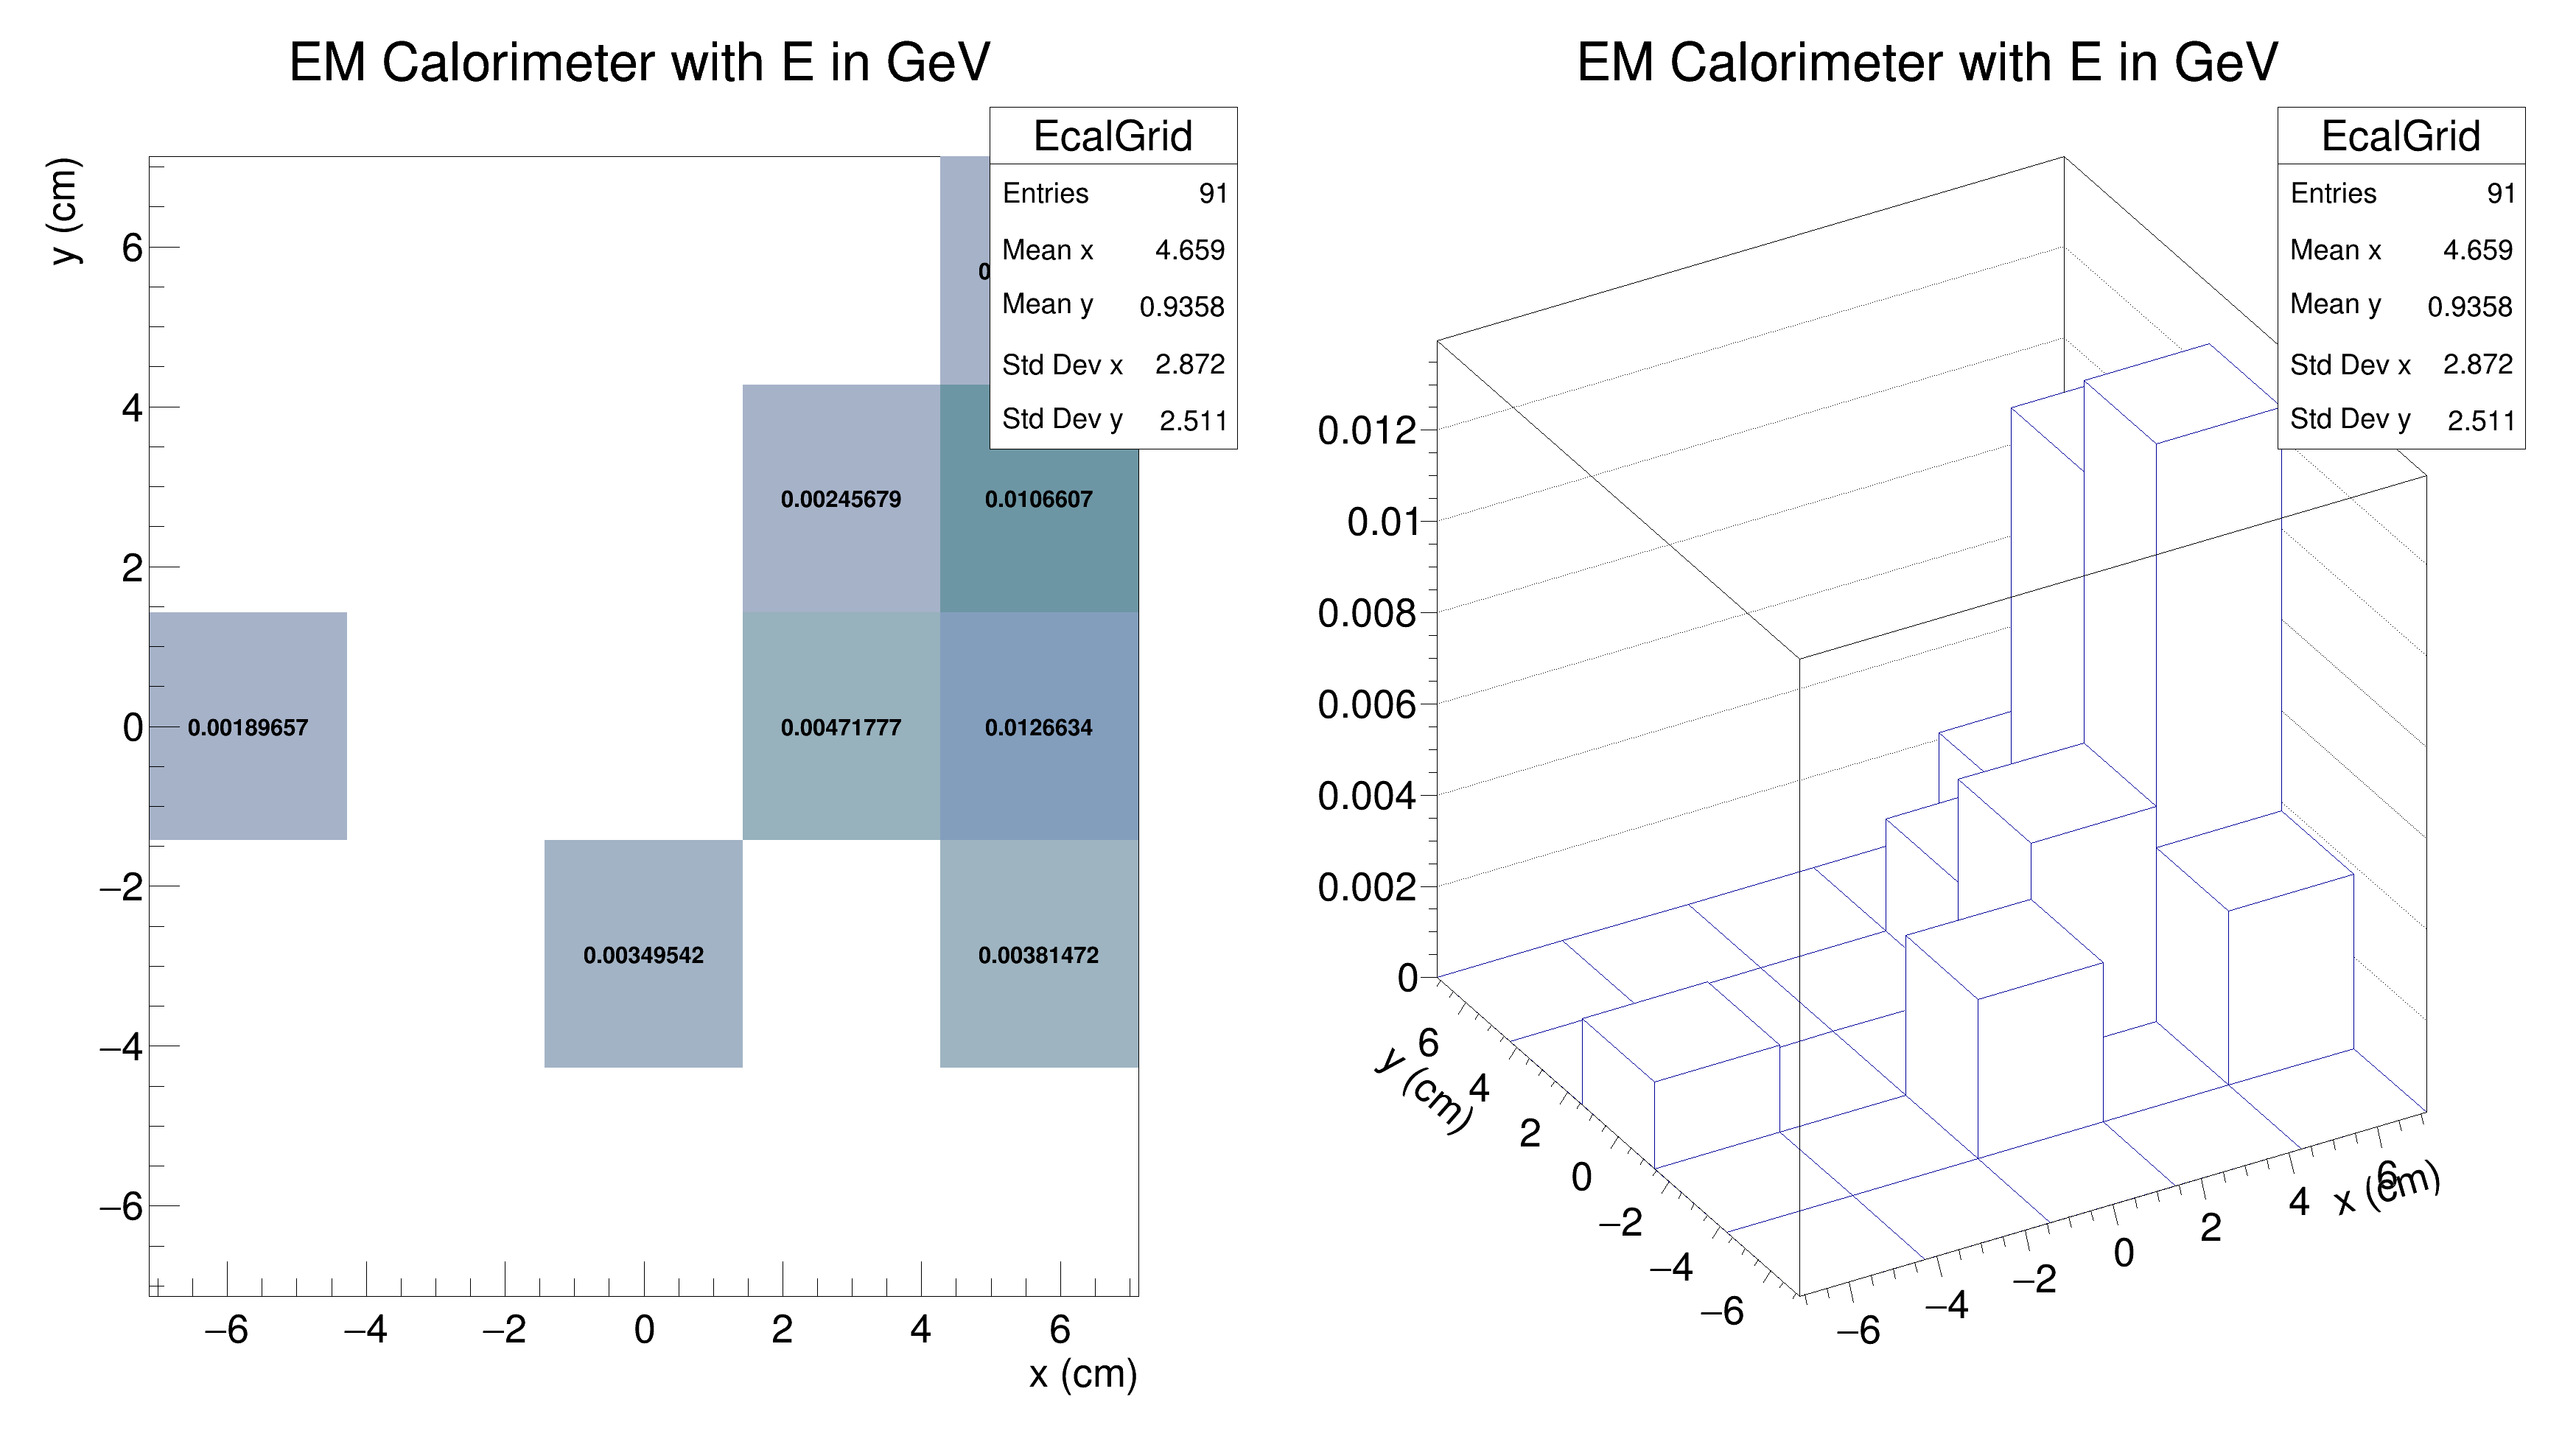 EM Calorimeter with E in GeV
EcalGrid
Entries 91
Mean x 4.659
Mean y 0.9358
Std Dev x 2.872
Std Dev y 2.511
y (cm)
6
4
2
0
−2
−4
−6
0.00245679 0.0106607
0.00189657 0.00471777 0.0126634
0.00349542 0.00381472
−6 −4 −2 0 2 4 6
x (cm)
EM Calorimeter with E in GeV
EcalGrid
Entries 91
Mean x 4.659
Mean y 0.9358
Std Dev x 2.872
Std Dev y 2.511
0.012
0.01
0.008
0.006
0.004
0.002
0
y (cm)
6
4
2
0
−2
−4
−6
−6 −4 −2 0 2 4 6
x (cm)